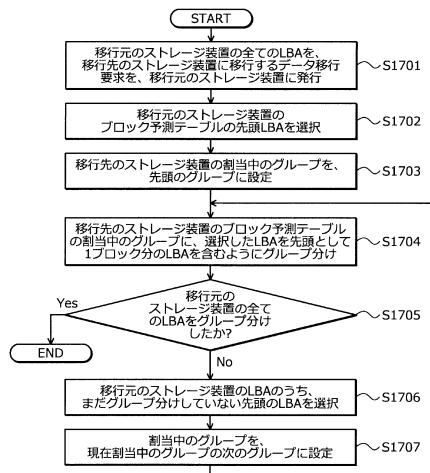 START
移行元のストレージ装置の全てのLBAを、
移行先のストレージ装置に移行するデータ移行
要求を、移行元のストレージ装置に発行
S1701
移行元のストレージ装置の
ブロック予測テーブルの先頭LBAを選択
S1702
移行先のストレージ装置の割当中のグループを、
先頭のグループに設定
S1703
移行先のストレージ装置のブロック予測テーブル
の割当中のグループに、選択したLBAを先頭として
1ブロック分のLBAを含むようにグループ分け
S1704
移行元の
ストレージ装置の全て
のLBAをグループ分け
したか?
S1705
Yes
END
No
移行元のストレージ装置のLBAのうち、
まだグループ分けしていない先頭のLBAを選択
S1706
割当中のグループを、
現在割当中のグループの次のグループに設定
S1707